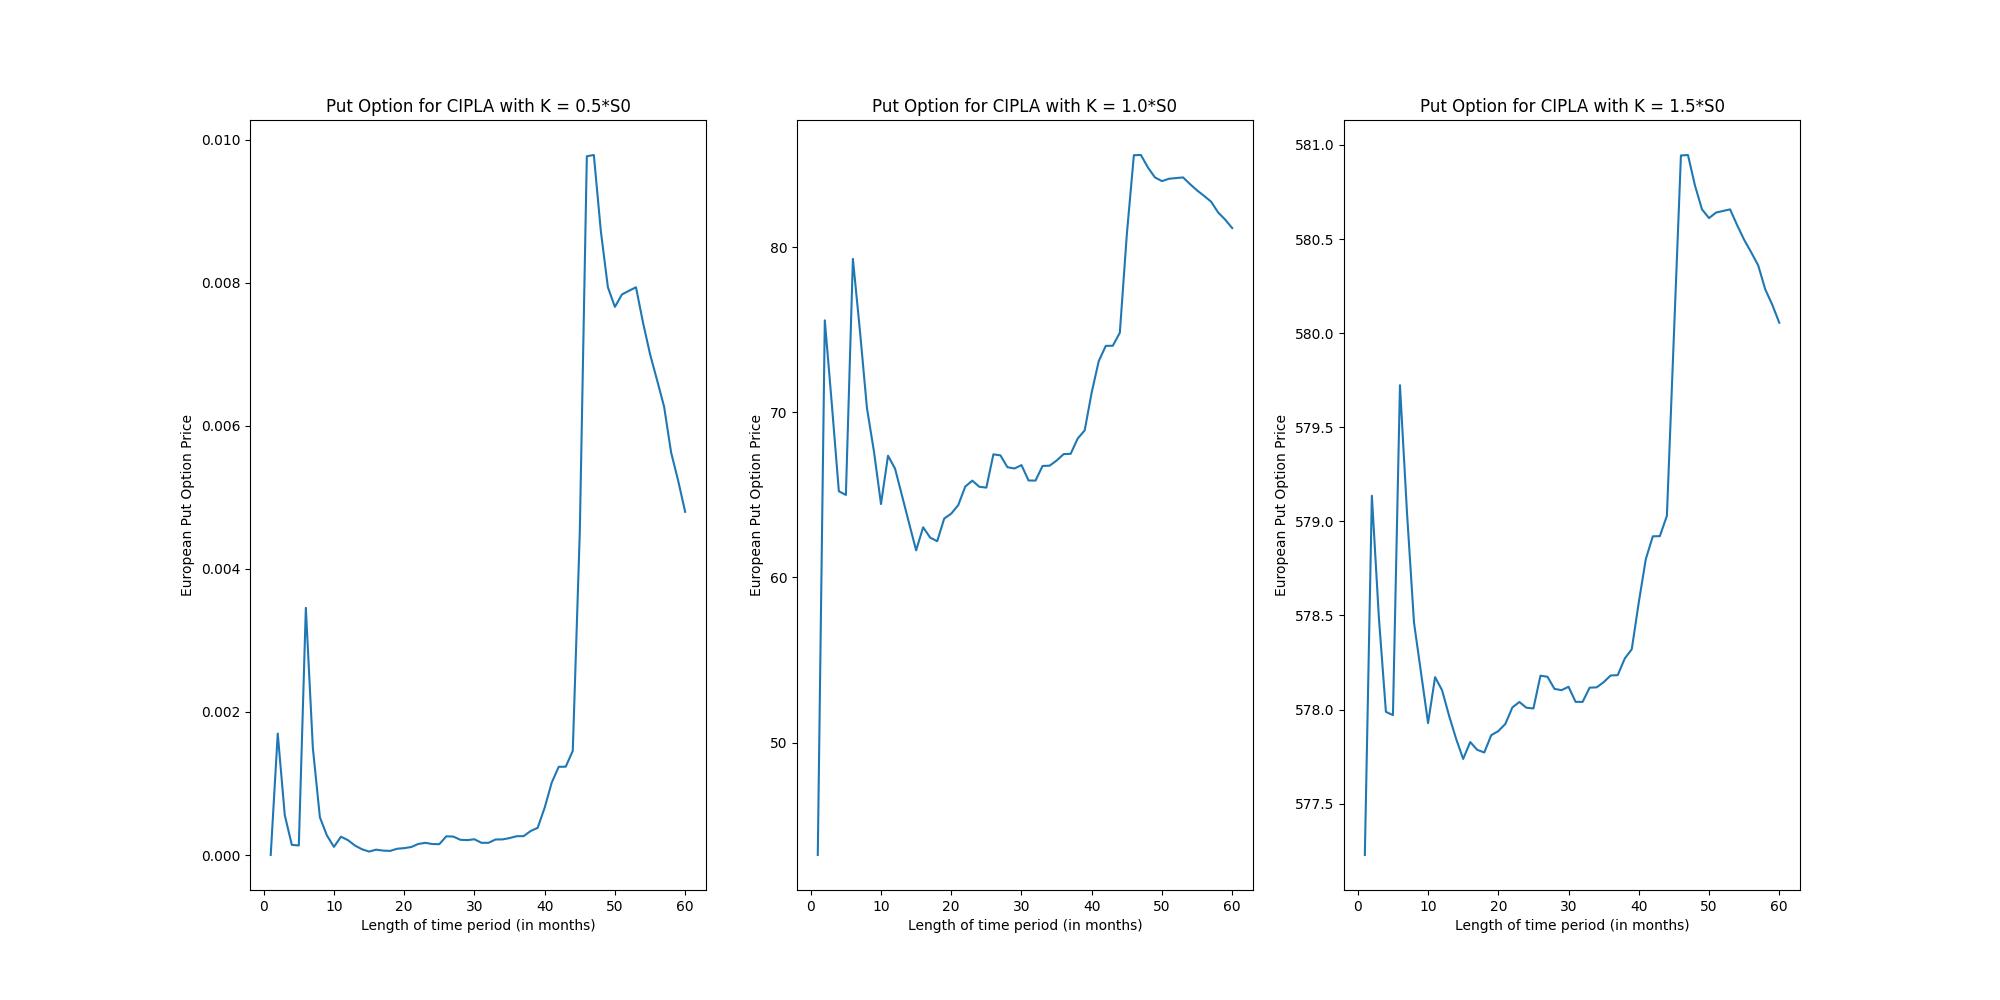 Put Option for CIPLA with K = 0.5*S0
0.010
0.008
0.006
0.004
0.002
0.000
European Put Option Price
0 10 20 30 40 50 60
Length of time period (in months)
Put Option for CIPLA with K = 1.0*S0
80
70
60
50
European Put Option Price
0 10 20 30 40 50 60
Length of time period (in months)
Put Option for CIPLA with K = 1.5*S0
581.0
580.5
580.0
579.5
579.0
578.5
578.0
577.5
European Put Option Price
0 10 20 30 40 50 60
Length of time period (in months)